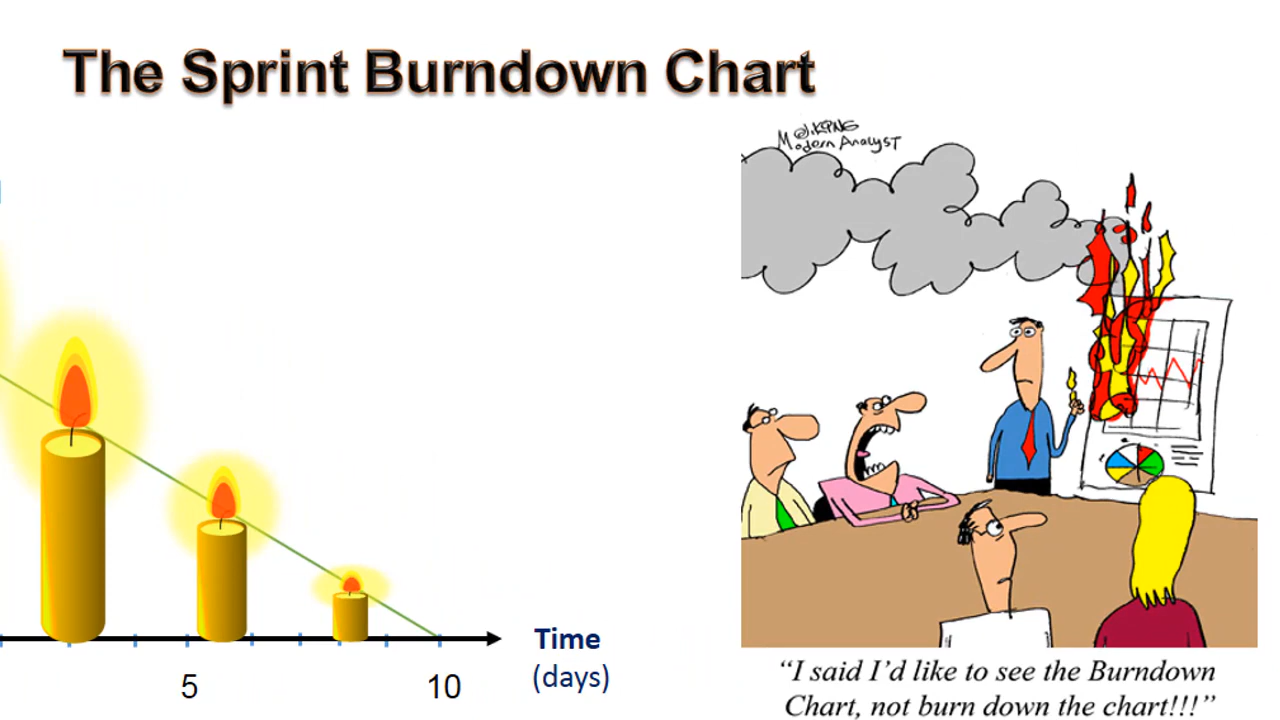 The Sprint Burndown Chart
Modern Analyst
Time
(days)
5
10
“I said I’d like to see the Burndown
Chart, not burn down the chart!!!”